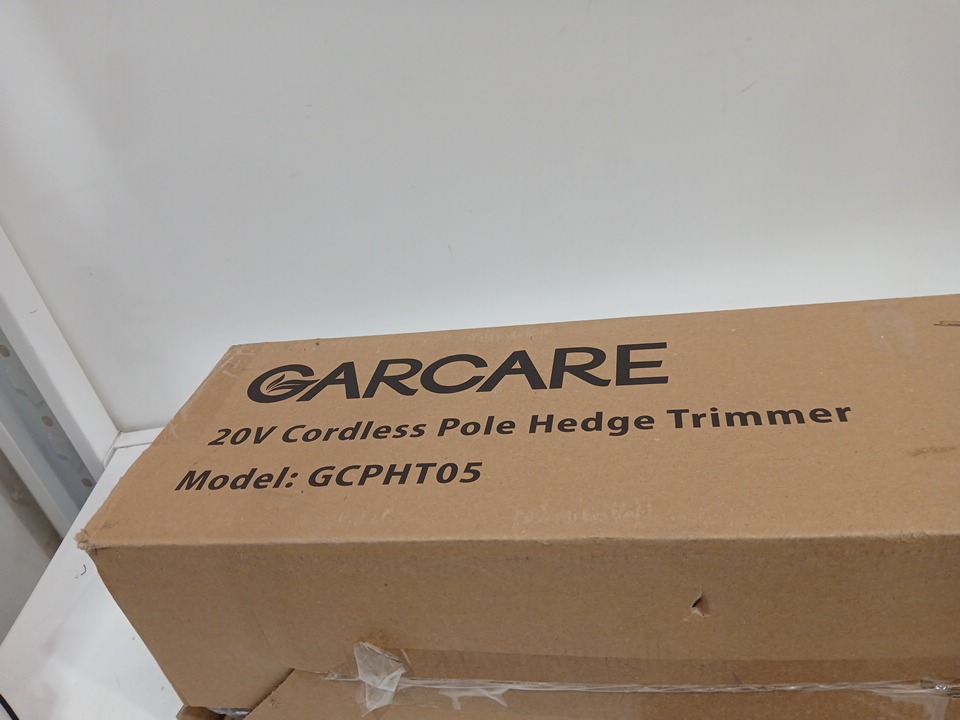 GARCARE
20V Cordless Pole Hedge Trimmer
Model: GCPHT05